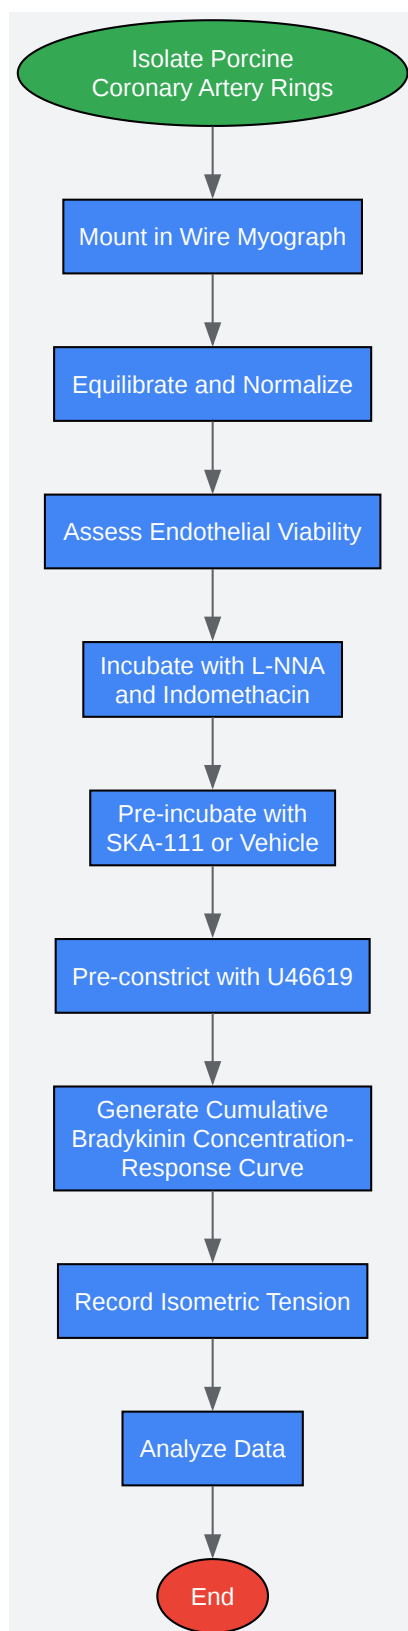 Isolate Porcine
Coronary Artery Rings
Mount in Wire Myograph
Equilibrate and Normalize
Assess Endothelial Viability
Incubate with L-NNA
and Indomethacin
Pre-incubate with
SKA-111 or Vehicle
Pre-constrict with U46619
Generate Cumulative
Bradykinin Concentration-
Response Curve
Record Isometric Tension
Analyze Data
End